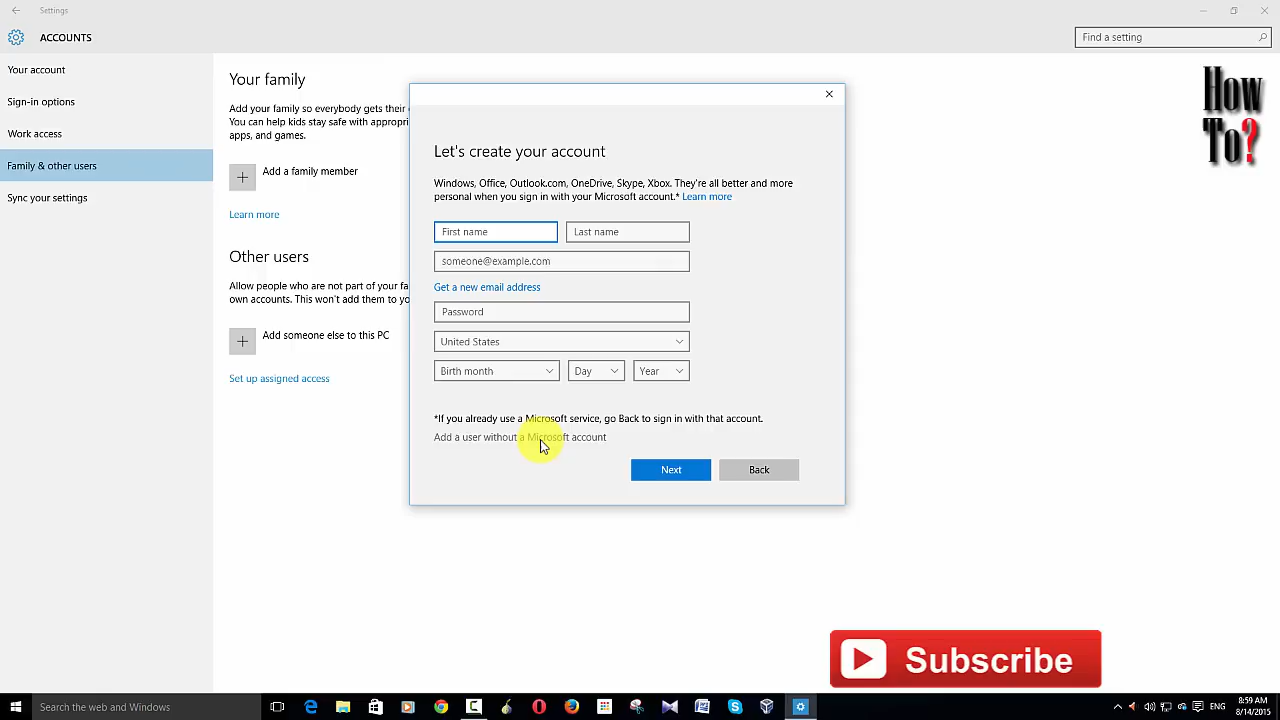 Settings
ACCOUNTS
Find a setting
Your account
Sign-in options
Work access
Family & other users
Sync your settings
Your family
Add your family so everybody gets their
You can help kids stay safe with appropri
apps, and games.
Add a family member
Learn more
Other users
Allow people who are not part of your fa
own accounts. This won't add them to yo
Add someone else to this PC
Set up assigned access
Let's create your account
Windows, Office, Outlook.com, OneDrive, Skype, Xbox. They're all better and more
personal when you sign in with your Microsoft account.* Learn more
First name
Last name
someone@example.com
Get a new email address
Password
United States
Birth month
Day
Year
*If you already use a Microsoft service, go Back to sign in with that account.
Add a user without a Microsoft account
Next
Back
How
To?
Subscribe
Search the web and Windows
ENG
8:59 AM
8/14/2015